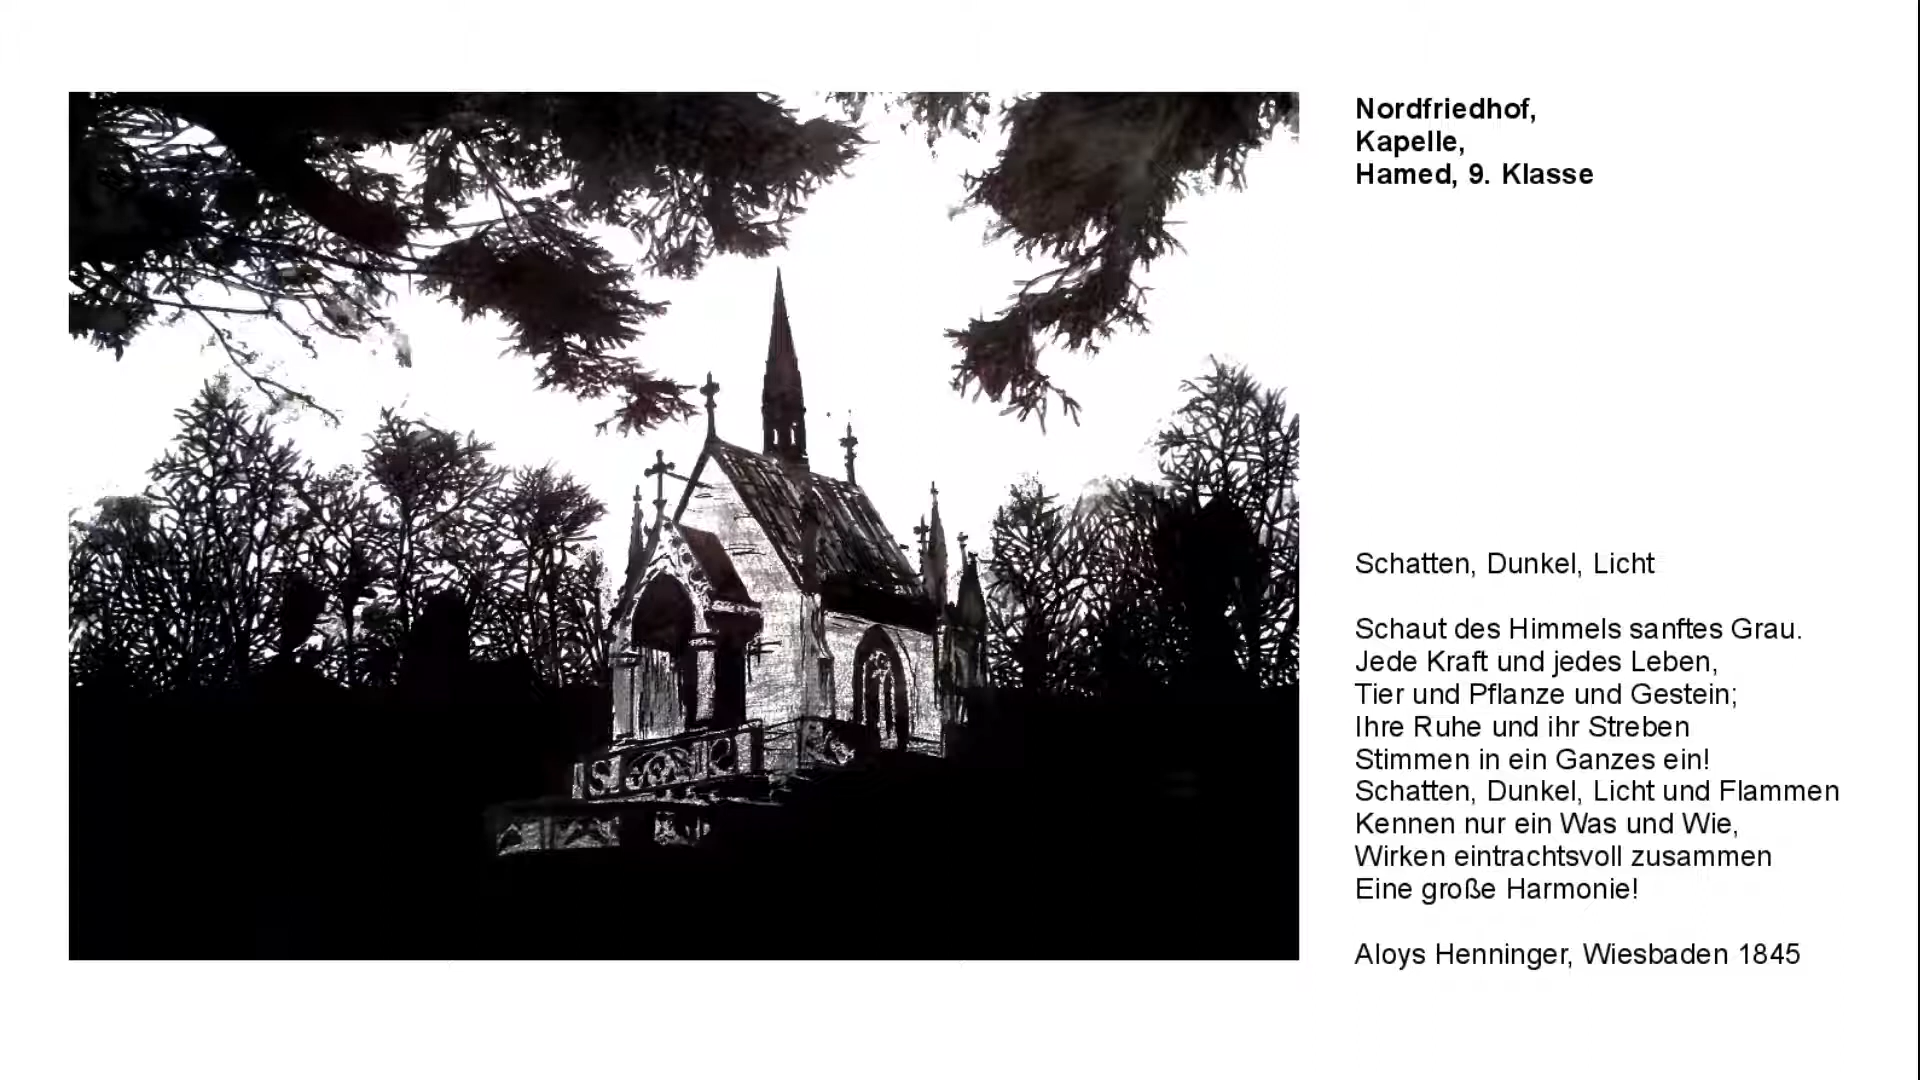 Nordfriedhof,
Kapelle,
Hamed, 9. Klasse
Schatten, Dunkel, Licht
Schaut des Himmels sanftes Grau.
Jede Kraft und jedes Leben,
Tier und Pflanze und Gestein;
Ihre Ruhe und ihr Streben
Stimmen in ein Ganzes ein!
Schatten, Dunkel, Licht und Flammen
Kennen nur ein Was und Wie,
Wirken eintrachtsvoll zusammen
Eine große Harmonie!
Aloys Henninger, Wiesbaden 1845